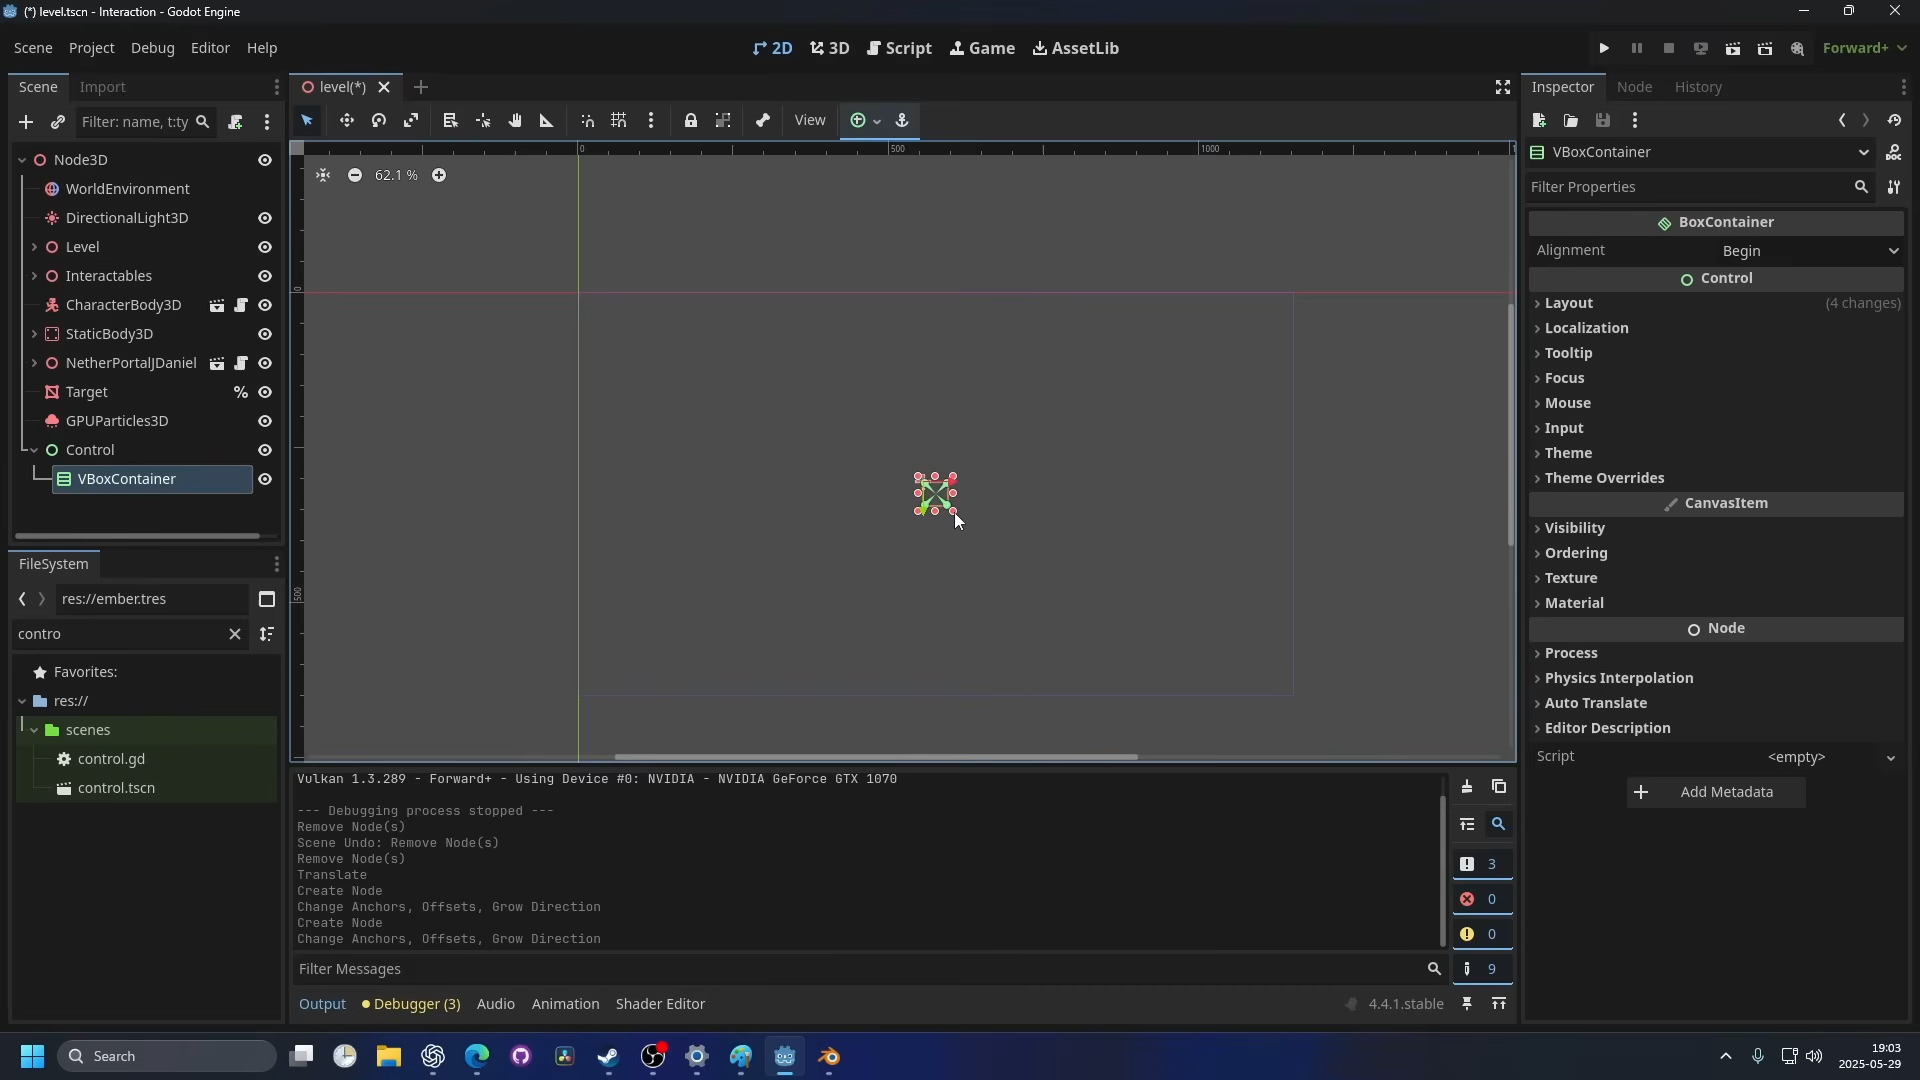 (*) level.tscn - Interaction - Godot Engine
Scene Project Debug Editor Help
2D 3D Script Game AssetLib
Forward+
Scene Import
level(*)
Inspector Node History
Filter: name, t:ty
View
VBoxContainer
62.1 %
0 500 1000
0
500
Filter Properties
Node3D
WorldEnvironment
DirectionalLight3D
Level
Interactables
CharacterBody3D
StaticBody3D
NetherPortalJDaniel
Target
%
GPUParticles3D
Control
VBoxContainer
BoxContainer
Alignment Begin
Control
Layout (4 changes)
Localization
Tooltip
Focus
Mouse
Input
Theme
Theme Overrides
CanvasItem
Visibility
Ordering
Texture
Material
Node
Process
Physics Interpolation
Auto Translate
Editor Description
Script <empty>
Add Metadata
FileSystem
res://ember.tres
contro
Favorites:
res://
scenes
control.gd
control.tscn
Vulkan 1.3.289 - Forward+ - Using Device #0: NVIDIA - NVIDIA GeForce GTX 1070
--- Debugging process stopped ---
Remove Node(s)
Scene Undo: Remove Node(s)
Remove Node(s)
Translate
Create Node
Change Anchors, Offsets, Grow Direction
Create Node
Change Anchors, Offsets, Grow Direction
3
0
0
9
Filter Messages
Output Debugger (3) Audio Animation Shader Editor
4.4.1.stable
Search
19:03
2025-05-29